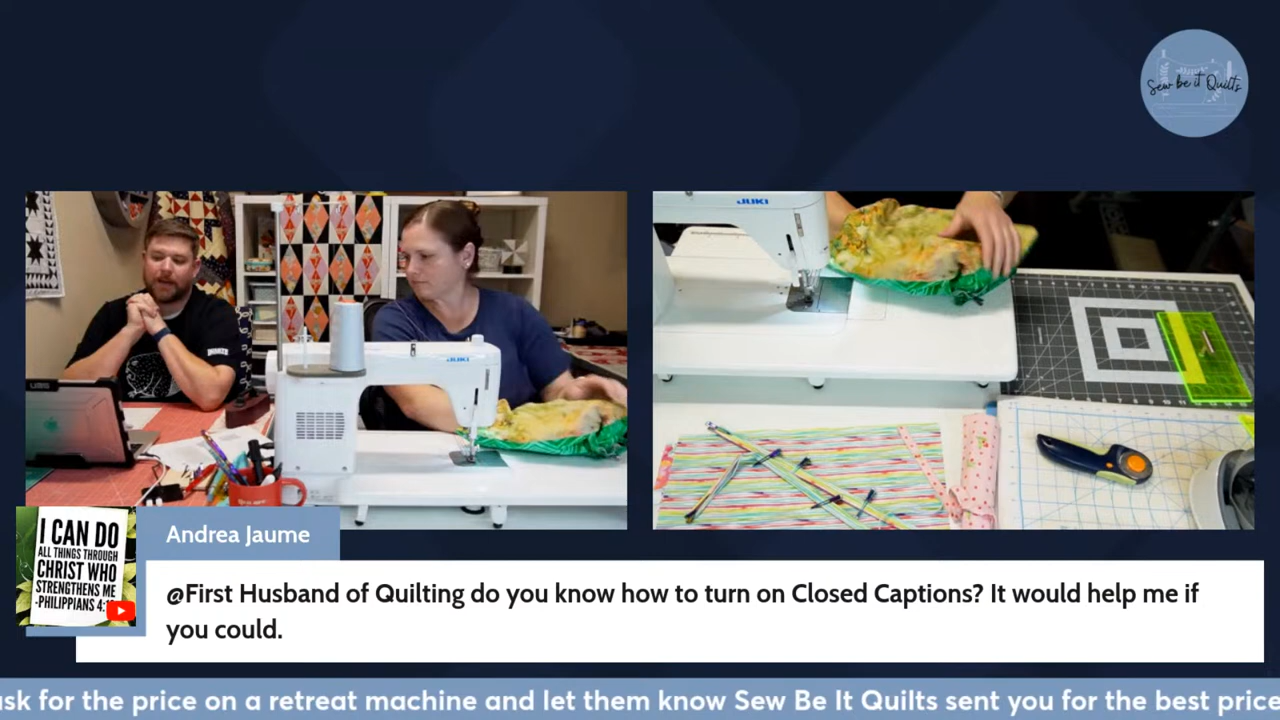 Sew be it Quilts
JUKI
JUKI
I CAN DO
ALL THINGS THROUGH
CHRIST WHO
STRENGTHENS ME
-PHILIPPIANS
Andrea Jaume
@First Husband of Quilting do you know how to turn on Closed Captions? It would help me if
you could.
ask for the price on a retreat machine and let them know Sew Be It Quilts sent you for the best price